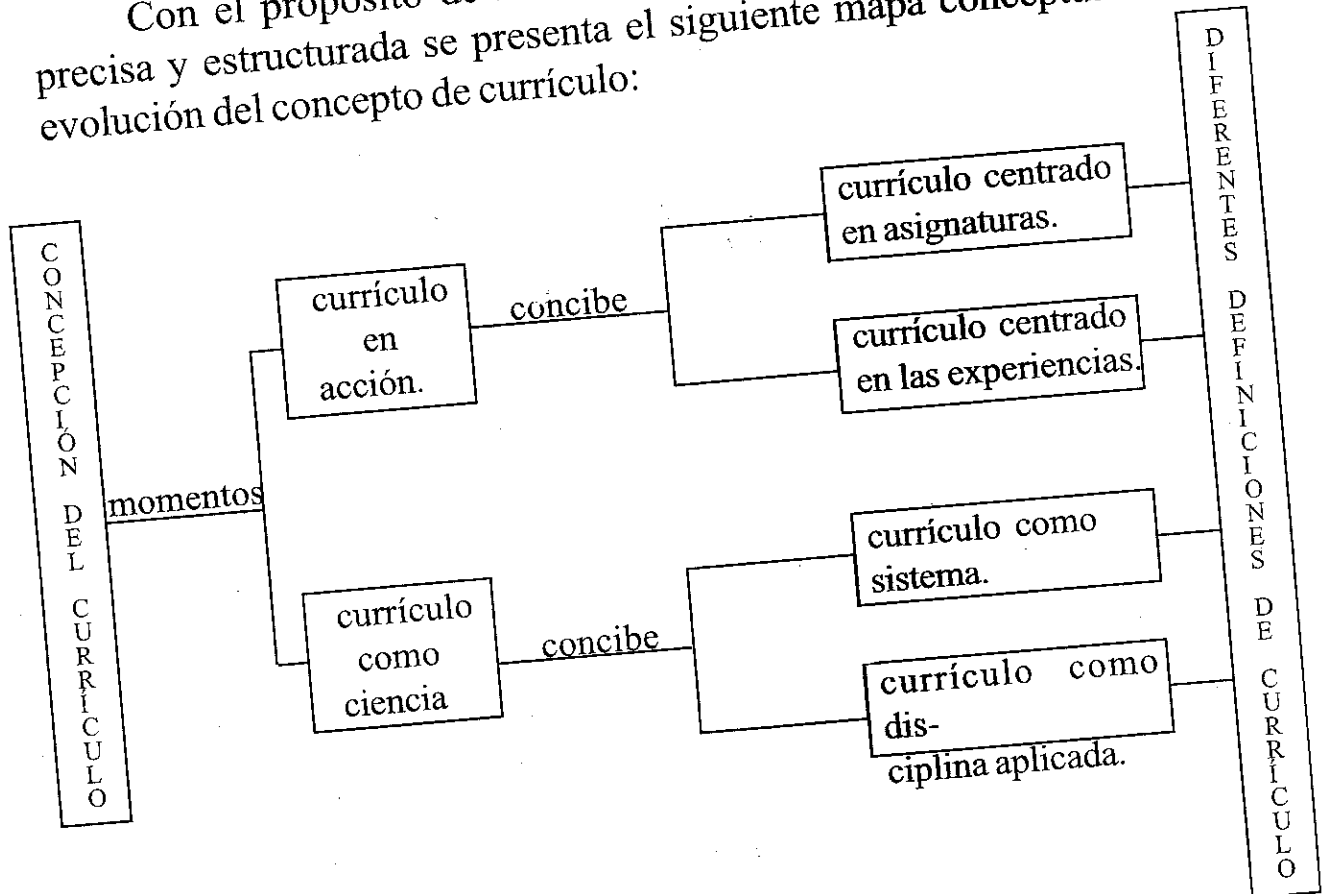 Con el propósito de
precisa y estructurada se presenta el siguiente mapa
evolución del concepto de currículo:
CONCEPCIÓN DEL CURRÍCULO
momentos
currículo
en
acción.
concibe
currículo centrado
en asignaturas.
currículo centrado
en las experiencias.
currículo
como
ciencia
concibe
currículo como
sistema.
currículo como
dis-
ciplina aplicada.
DIFERENTES DEFINICIONES DE CURRÍCULO